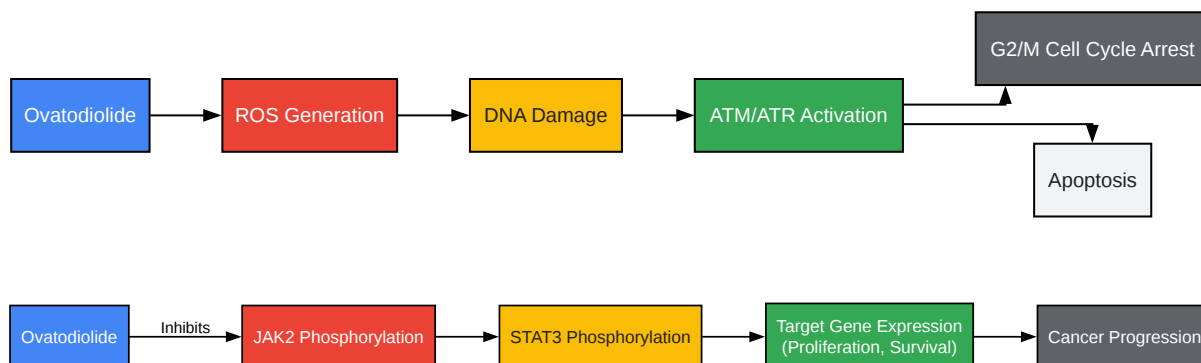 G2/M Cell Cycle Arrest
Ovatodiolide
ROS Generation
DNA Damage
ATM/ATR Activation
Apoptosis
Ovatodiolide
Inhibits
JAK2 Phosphorylation
STAT3 Phosphorylation
Target Gene Expression
(Proliferation, Survival)
Cancer Progression